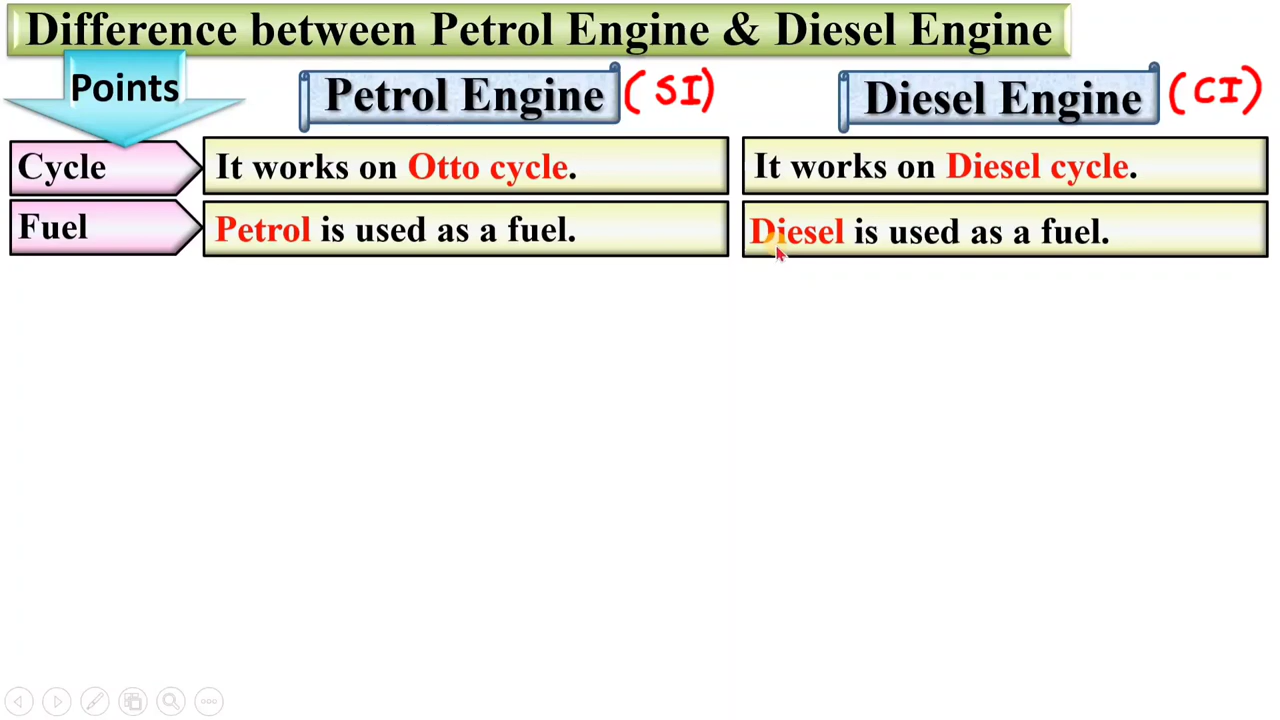 Difference between Petrol Engine & Diesel Engine
Points
Petrol Engine (SI)
Diesel Engine (CI)
Cycle
It works on Otto cycle.
It works on Diesel cycle.
Fuel
Petrol is used as a fuel.
Diesel is used as a fuel.